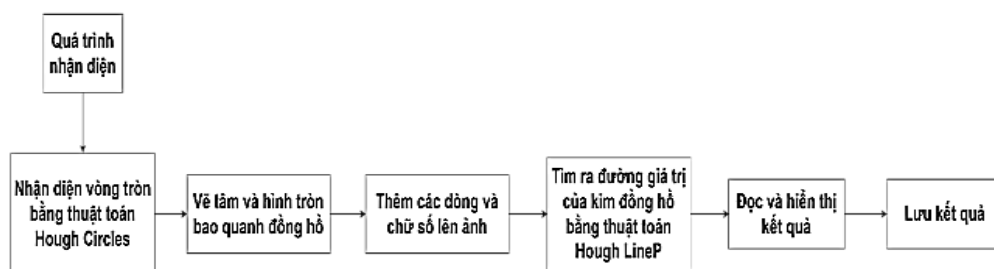 Quá trình
nhận diện
Nhận diện vòng tròn
bằng thuật toán
Hough Circles
Vẽ tâm và hình tròn
bao quanh đồng hồ
Thêm các dòng và
chữ số lên ảnh
Tìm ra đường giá trị
của kim đồng hồ
bằng thuật toán
Hough LineP
Đọc và hiển thị
kết quả
Lưu kết quả